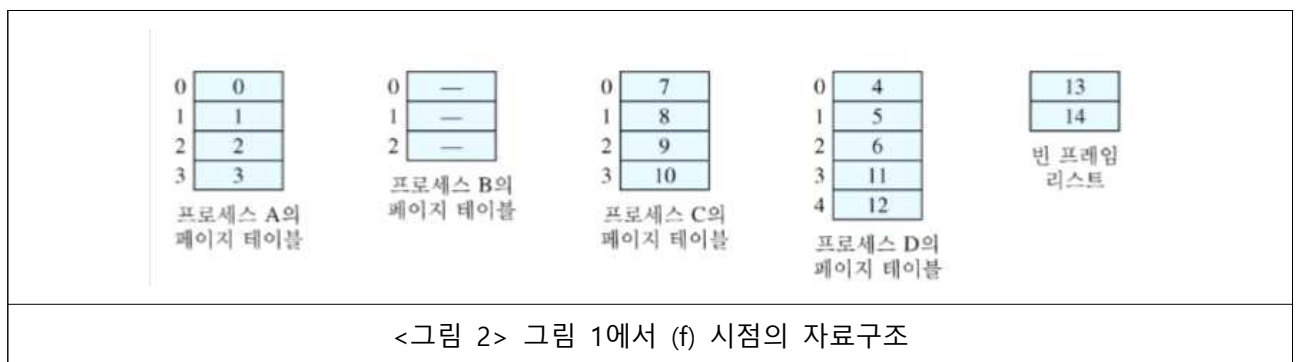 0 0
1 1
2 2
3 3
프로세스 A의
페이지 테이블
0 —
1 —
2 —
프로세스 B의
페이지 테이블
0 7
1 8
2 9
3 10
프로세스 C의
페이지 테이블
0 4
1 5
2 6
3 11
4 12
프로세스 D의
페이지 테이블
13
14
빈 프레임
리스트
<그림 2> 그림 1에서 (f) 시점의 자료구조